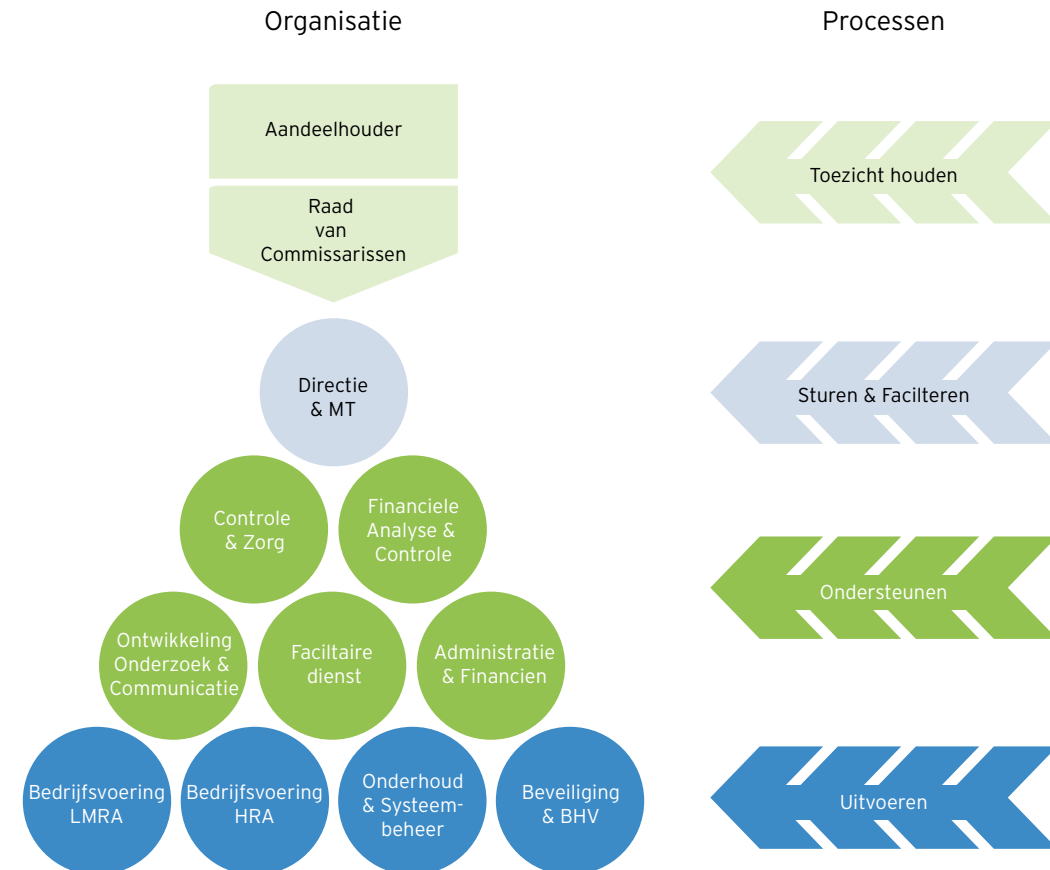 Organisatie
Processen
Aandeelhouder
Raad
van
Commissarissen
Toezicht houden
Directie
& MT
Sturen & Facilteren
Controle
& Zorg
Financiele
Analyse &
Controle
Ondersteunen
Ontwikkeling
Onderzoek &
Communicatie
Faciltaire
dienst
Administratie
& Financien
Bedrijfsvoering
LMRA
Bedrijfsvoering
HRA
Onderhoud
& Systeem-
beheer
Beveiliging
& BHV
Uitvoeren